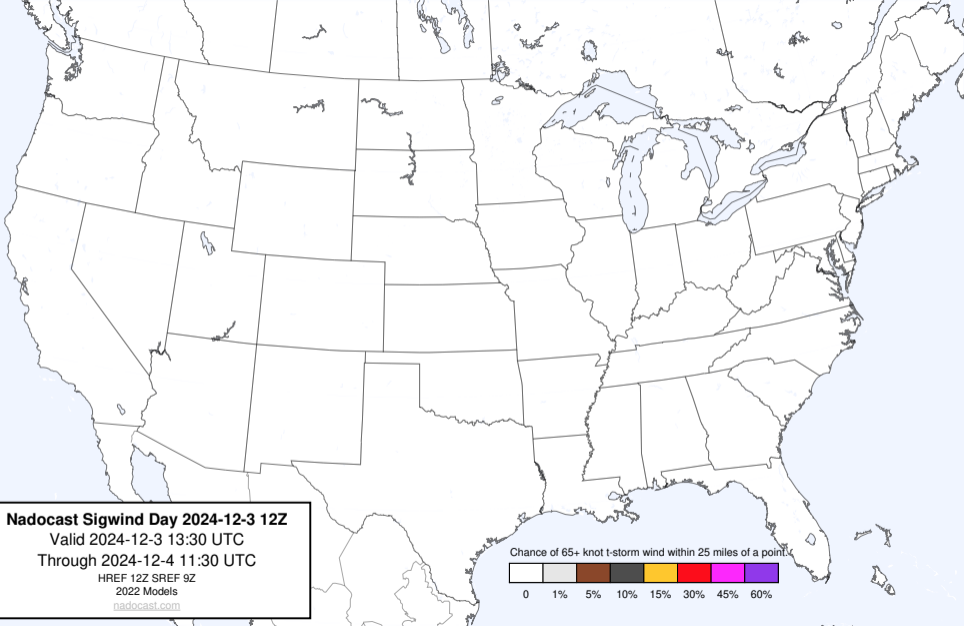 Nadocast Sigwind Day 2024-12-3 12Z
Valid 2024-12-3 13:30 UTC
Through 2024-12-4 11:30 UTC
HREF 12Z SREF 9Z
2022 Models
nadocast.com
Chance of 65+ knot t-storm wind within 25 miles of a point.
0 1% 5% 10% 15% 30% 45% 60%